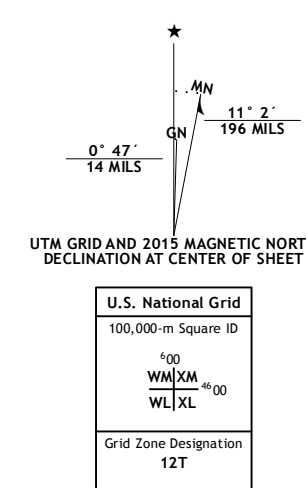 ★
MN
GN
11° 2´
196 MILS
0° 47´
14 MILS
UTM GRID AND 2015 MAGNETIC NORT
DECLINATION AT CENTER OF SHEET
U.S. National Grid
100,000-m Square ID
600
WM XM
4600
WL XL
Grid Zone Designation
12T